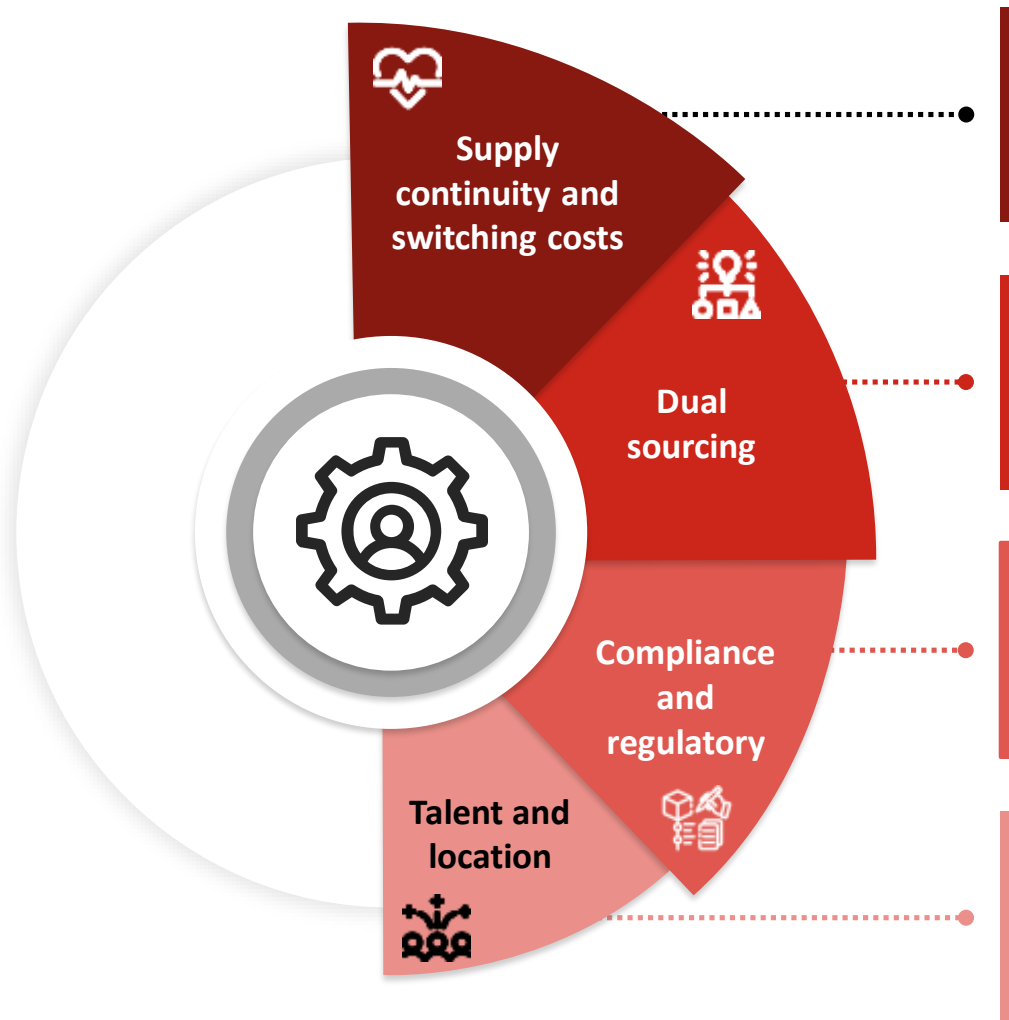 Supply
continuity and
switching costs
Dual
sourcing
Compliance
and
regulatory
Talent and
location